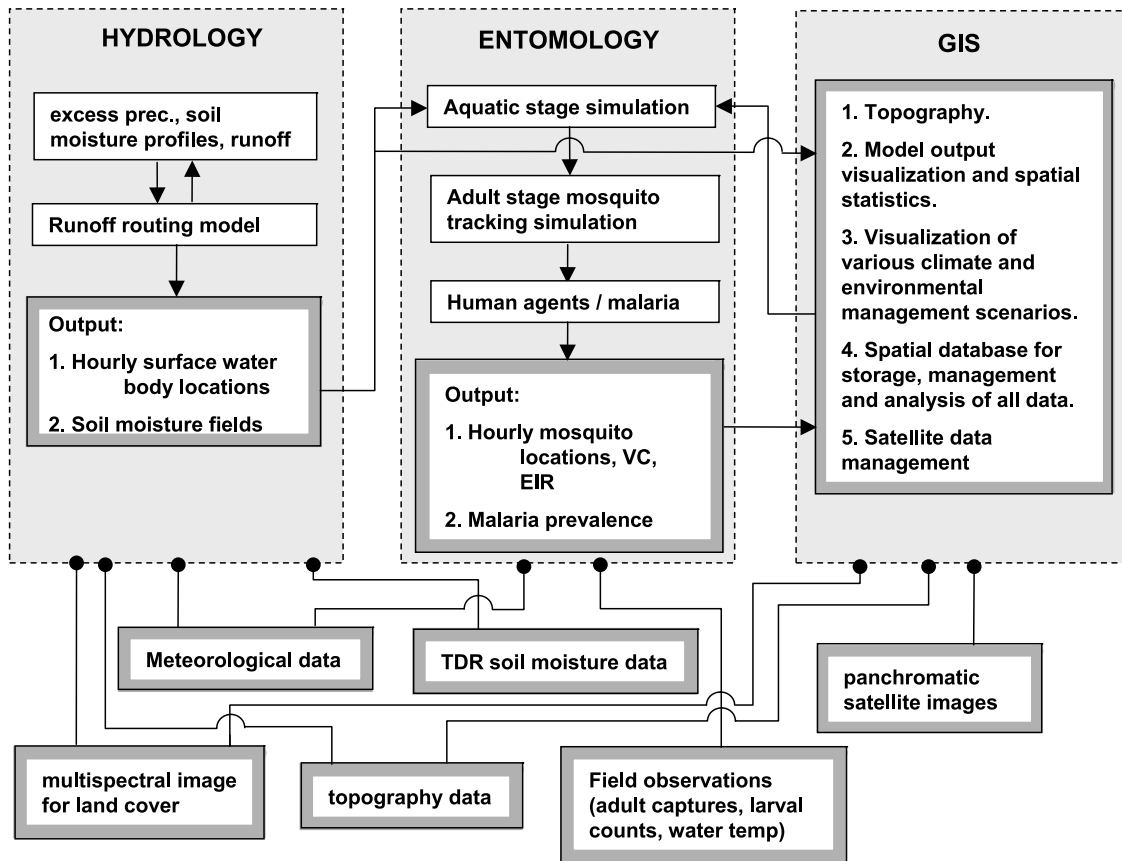 HYDROLOGY
excess prec., soil
moisture profiles, runoff
Runoff routing model
Output:
1. Hourly surface water
body locations
2. Soil moisture fields
ENTOMOLOGY
Aquatic stage simulation
Adult stage mosquito
tracking simulation
Human agents / malaria
Output:
1. Hourly mosquito
locations, VC,
EIR
2. Malaria prevalence
GIS
1. Topography.
2. Model output
visualization and spatial
statistics.
3. Visualization of
various climate and
environmental
management scenarios.
4. Spatial database for
storage, management
and analysis of all data.
5. Satellite data
management
Meteorological data
TDR soil moisture data
panchromatic
satellite images
multispectral image
for land cover
topography data
Field observations
(adult captures, larval
counts, water temp)